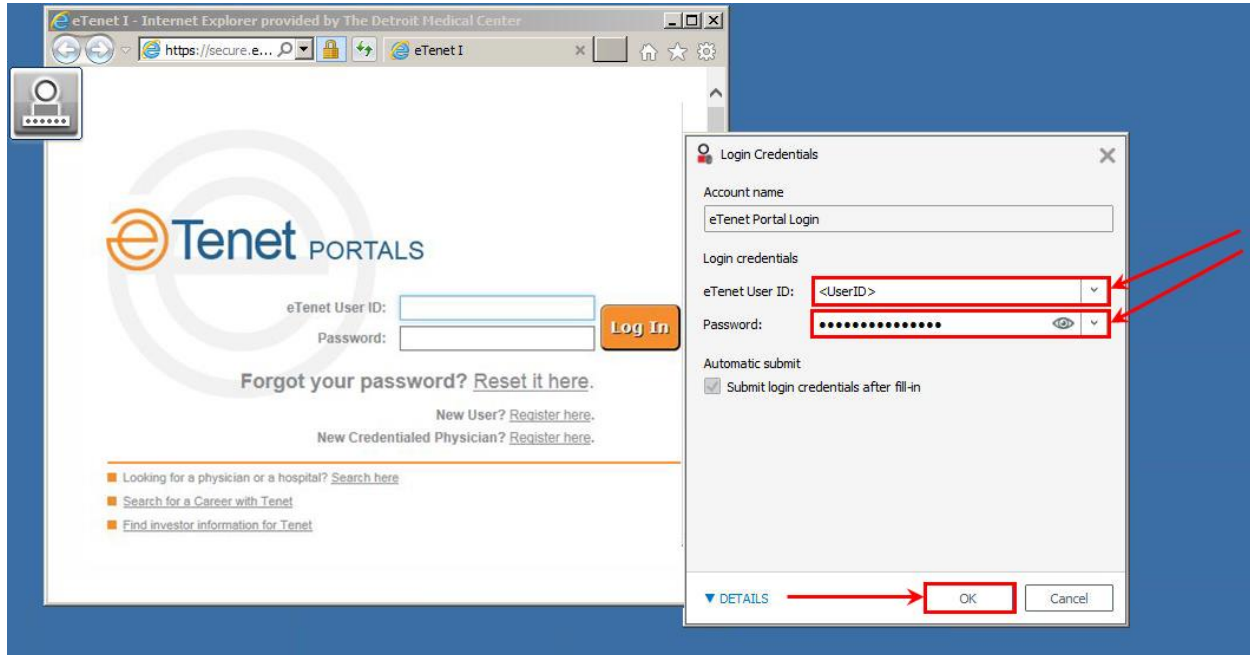 eTenet I - Internet Explorer provided by The Detroit Medical Center
https://secure.e...
eTenet I
eTenet PORTALS
eTenet User ID:
Password:
Log In
Forgot your password? Reset it here.
New User? Register here.
New Credentialed Physician? Register here.
Looking for a physician or a hospital? Search here
Search for a Career with Tenet
Find investor information for Tenet
Login Credentials
Account name
eTenet Portal Login
Login credentials
eTenet User ID: <UserID>
Password: •••••••••••••••
Automatic submit
Submit login credentials after fill-in
▼ DETAILS
OK
Cancel